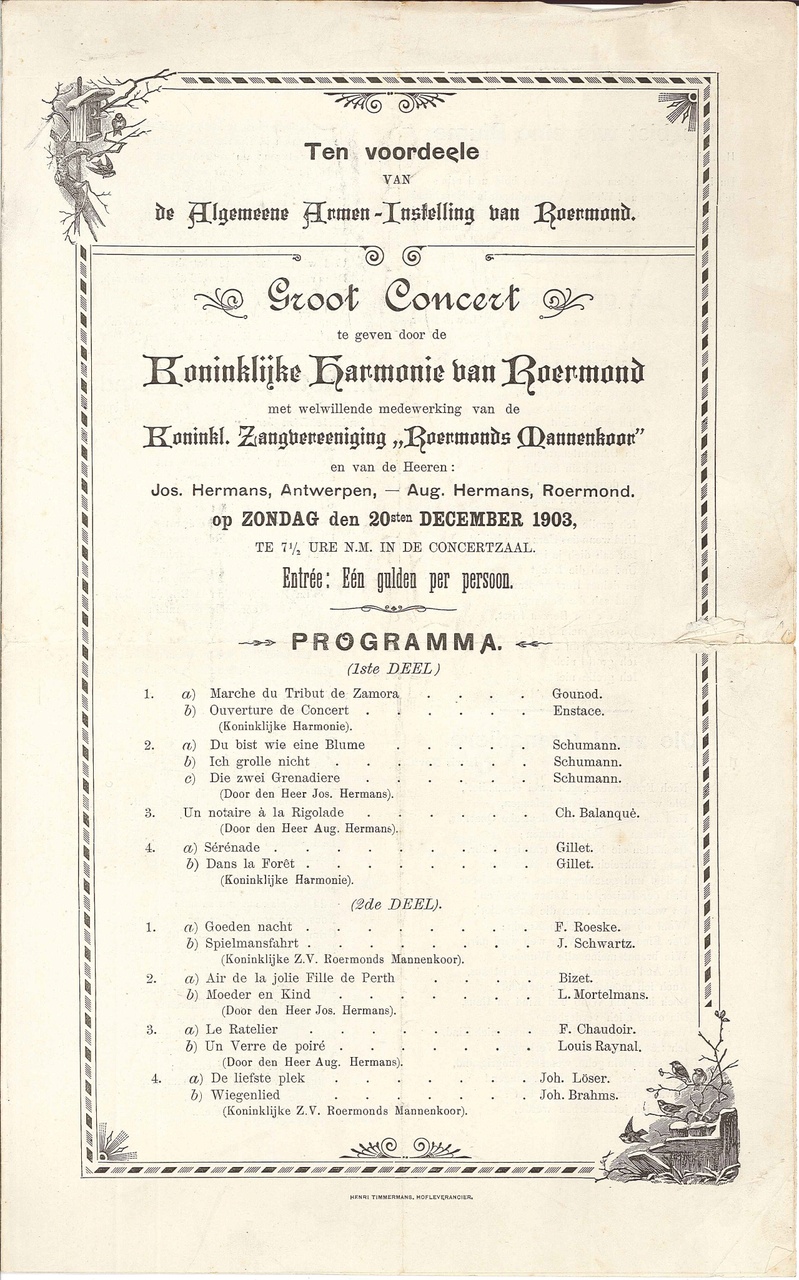 Ten voordeele
VAN
de Algemeene Armen-Instelling van Roermond.
Groot Concert
te geven door de
Koninklijke Harmonie van Roermond
met welwillende medewerking van de
Koninkl. Zangvereeniging „Roermonds Mannenkoor”
en van de Heeren:
Jos. Hermans, Antwerpen, — Aug. Hermans, Roermond.
op ZONDAG den 20sten DECEMBER 1903,
TE 7½ URE N.M. IN DE CONCERTZAAL.
Entrée: Eén gulden per persoon.
PROGRAMMA.
(1ste DEEL)
1. a) Marche du Tribut de Zamora . . . . Gounod.
b) Ouverture de Concert . . . . . . Enstace.
(Koninklijke Harmonie).
2. a) Du bist wie eine Blume . . . . . Schumann.
b) Ich grolle nicht . . . . . . . Schumann.
c) Die zwei Grenadiere . . . . . . Schumann.
(Door den Heer Jos. Hermans).
3. Un notaire à la Rigolade . . . . . . Ch. Balanqué.
(Door den Heer Aug. Hermans).
4. a) Sérénade . . . . . . . . . Gillet.
b) Dans la Forêt . . . . . . . . Gillet.
(Koninklijke Harmonie).
(2de DEEL).
1. a) Goeden nacht . . . . . . . . F. Roeske.
b) Spielmansfahrt . . . . . . . . J. Schwartz.
(Koninklijke Z.V. Roermonds Mannenkoor).
2. a) Air de la jolie Fille de Perth . . . . Bizet.
b) Moeder en Kind . . . . . . . L. Mortelmans.
(Door den Heer Jos. Hermans).
3. a) Le Ratelier . . . . . . . . F. Chaudoir.
b) Un Verre de poiré . . . . . . . Louis Raynal.
(Door den Heer Aug. Hermans).
4. a) De liefste plek . . . . . . . Joh. Löser.
b) Wiegenlied . . . . . . . Joh. Brahms.
(Koninklijke Z.V. Roermonds Mannenkoor).
HENRI TIMMERMANS, HOFLEVERANCIER.